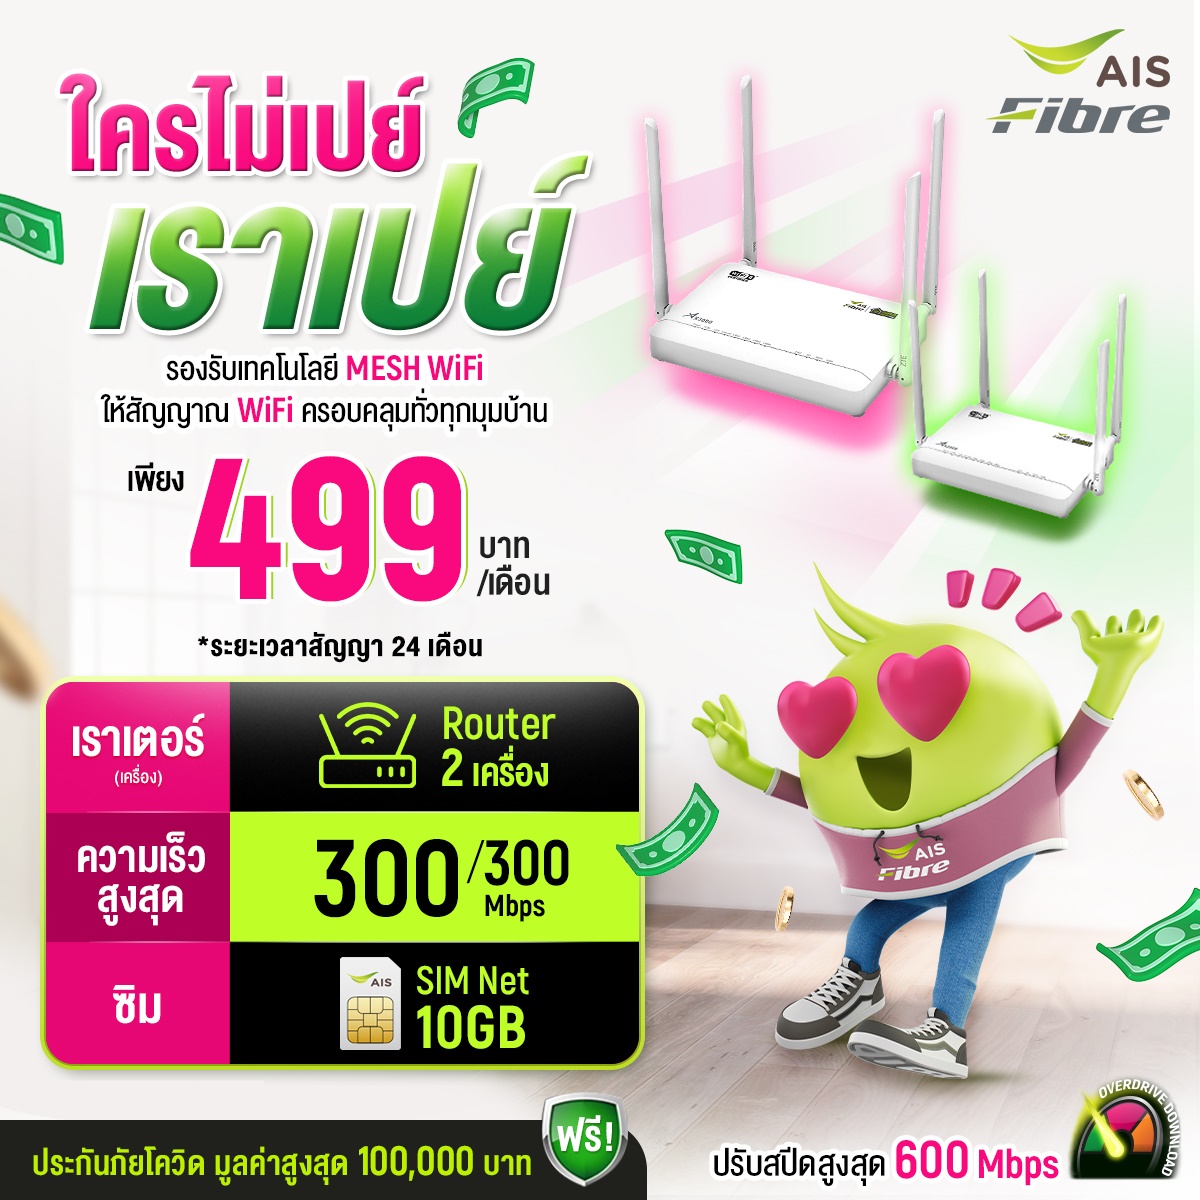 ใครไม่เปย์
เราเปย์
รองรับเทคโนโลยี MESH WiFi
ให้สัญญาณ WiFi ครอบคลุมทั่วทุกมุมบ้าน
เพียง 499 บาท
/เดือน
*ระยะเวลาสัญญา 24 เดือน
AIS
Fibre
เราเตอร์
(เครื่อง)
Router
2 เครื่อง
ความเร็ว
สูงสุด
300/300
Mbps
ซิม
AIS
SIM Net
10GB
AIS
Fibre
ประกันภัยโควิด มูลค่าสูงสุด 100,000 บาท
ฟรี!
ปรับสปีดสูงสุด 600 Mbps
OVERDRIVE DOWNLOAD